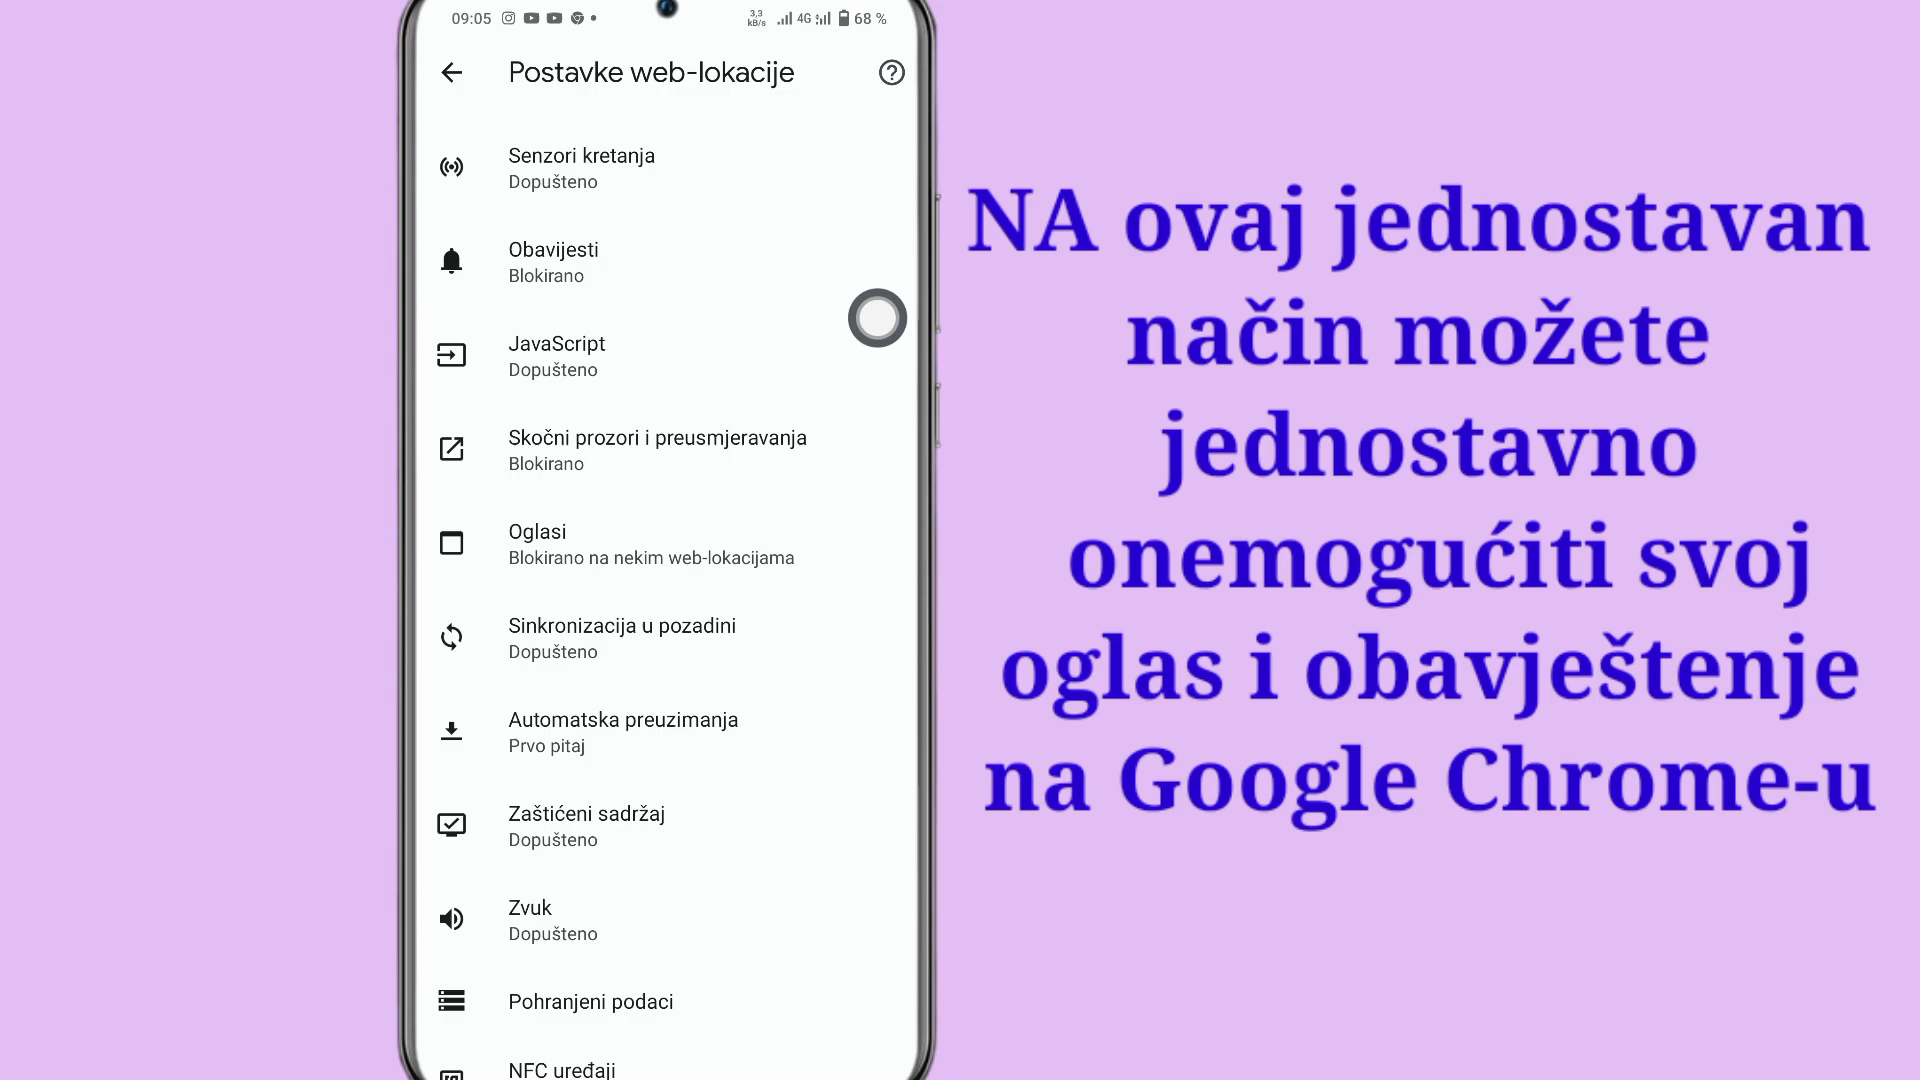 09:05
3,3
kB/s
4G
68 %
Postavke web-lokacije
Senzori kretanja
Dopušteno
Obavijesti
Blokirano
JavaScript
Dopušteno
Skočni prozori i preusmjeravanja
Blokirano
Oglasi
Blokirano na nekim web-lokacijama
Sinkronizacija u pozadini
Dopušteno
Automatska preuzimanja
Prvo pitaj
Zaštićeni sadržaj
Dopušteno
Zvuk
Dopušteno
Pohranjeni podaci
NFC uređaji
NA ovaj jednostavan
način možete
jednostavno
onemogućiti svoj
oglas i obavještenje
na Google Chrome-u